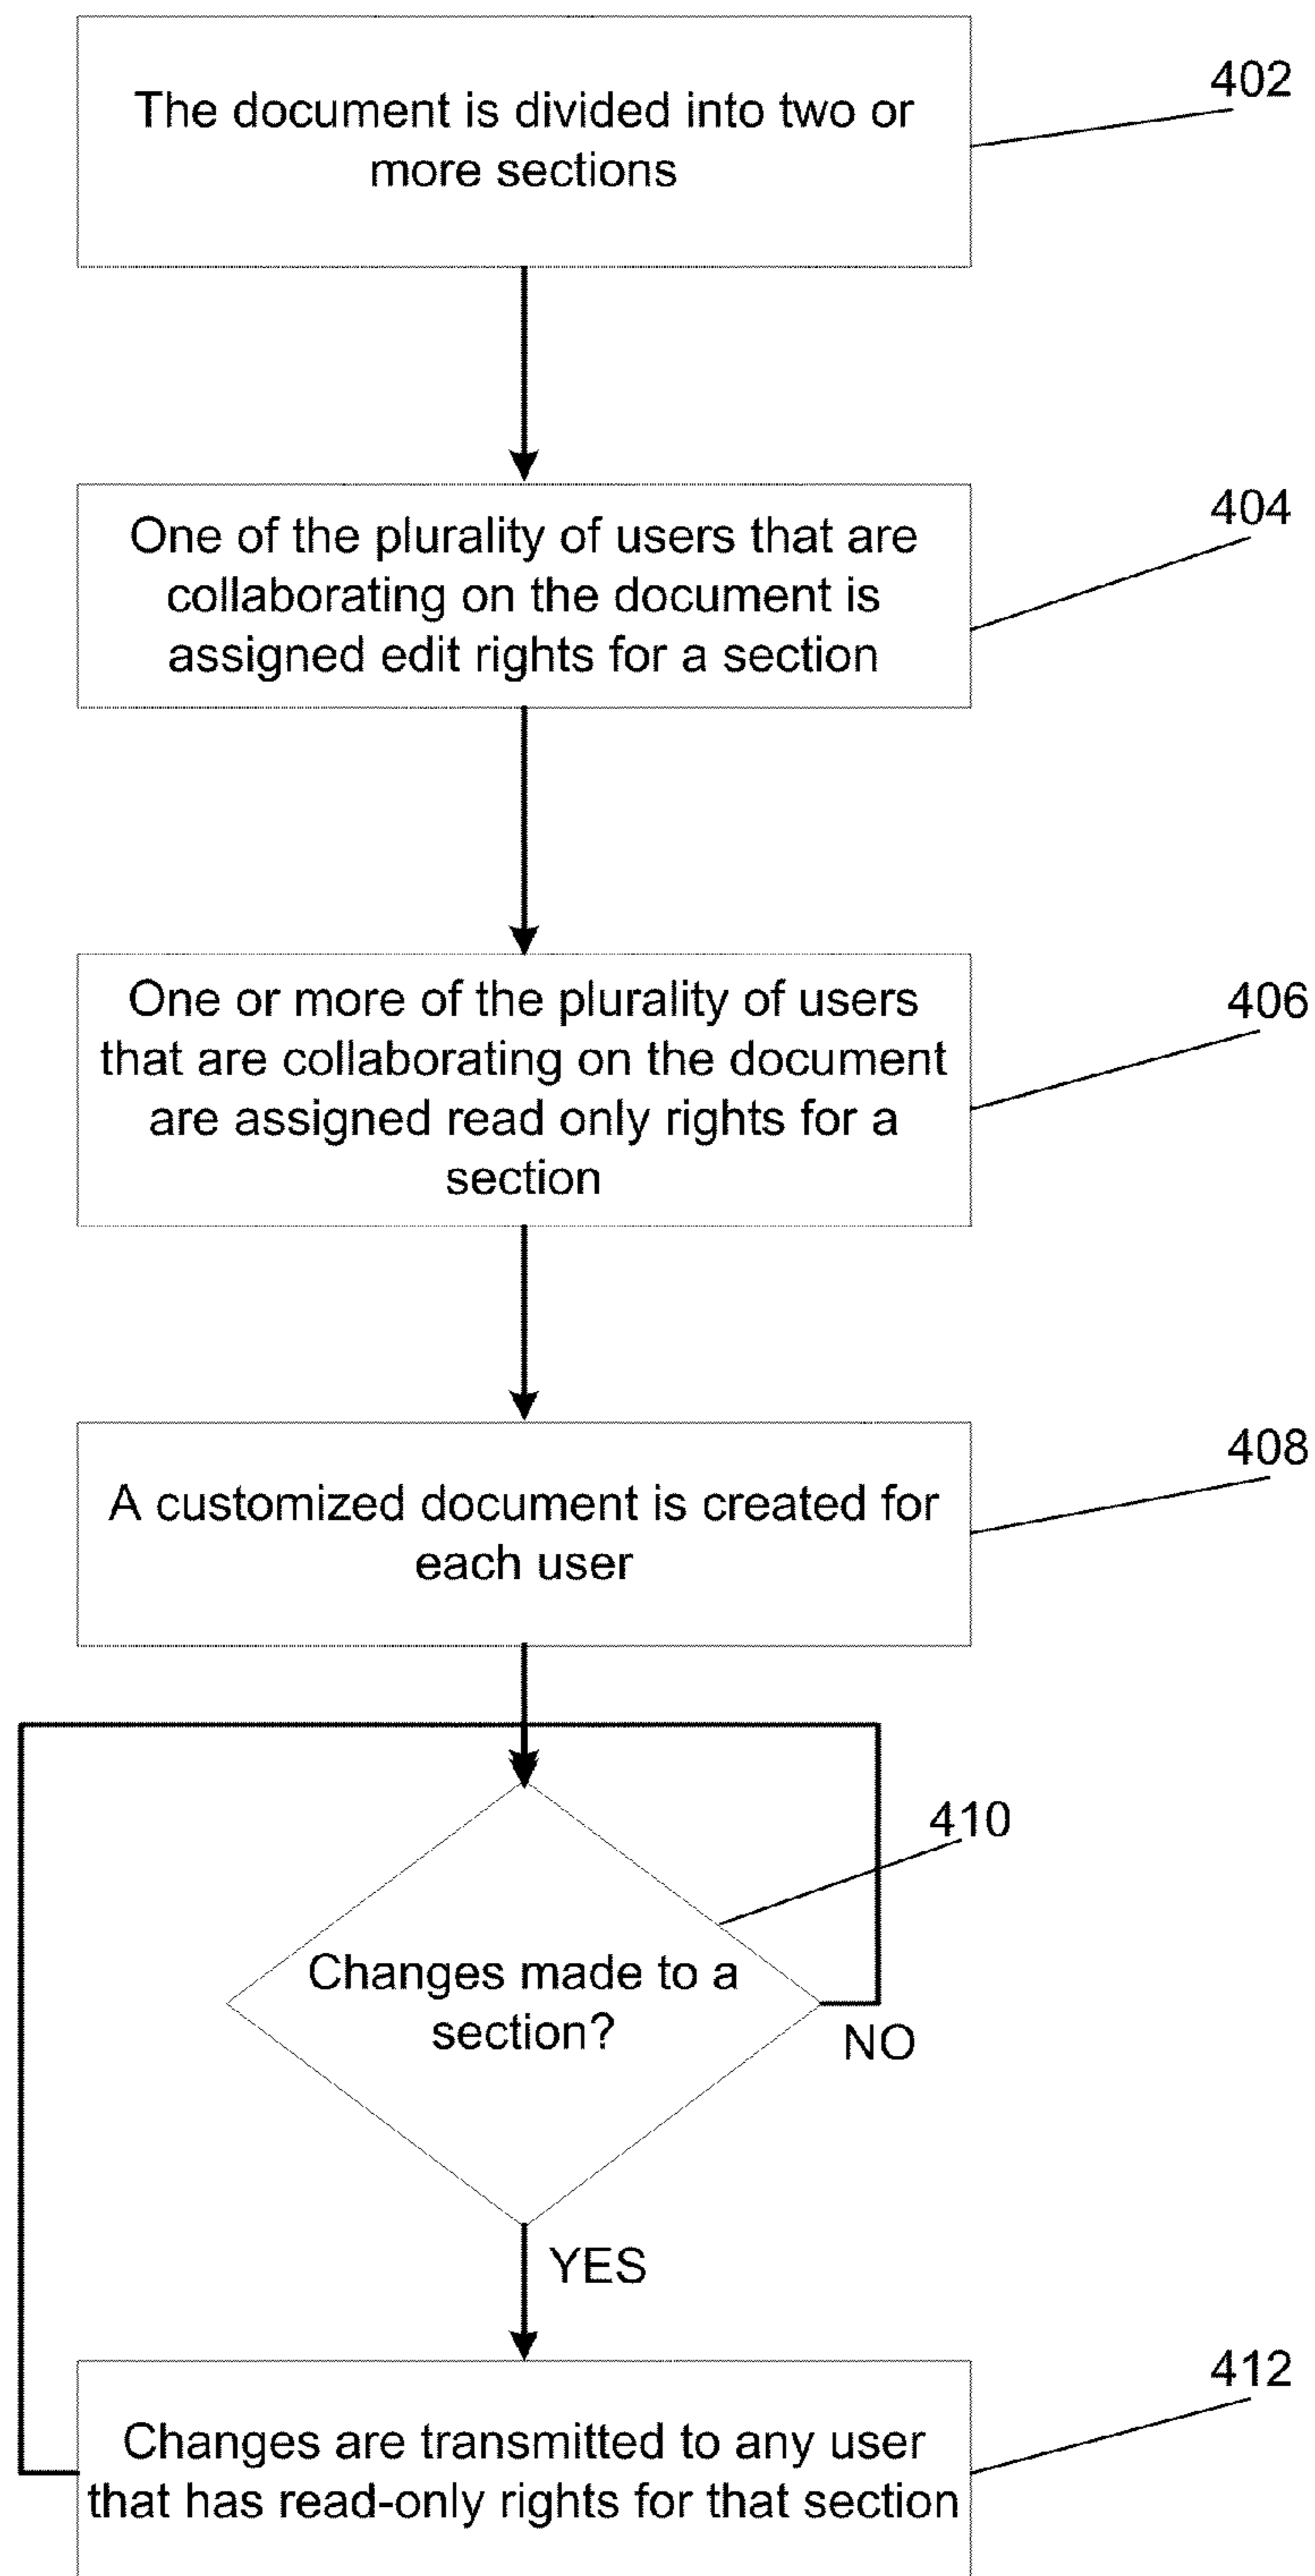 402
The document is divided into two or
more sections
404
One of the plurality of users that are
collaborating on the document is
assigned edit rights for a section
406
One or more of the plurality of users
that are collaborating on the document
are assigned read only rights for a
section
408
A customized document is created for
each user
410
Changes made to a
section?
NO
YES
412
Changes are transmitted to any user
that has read-only rights for that section